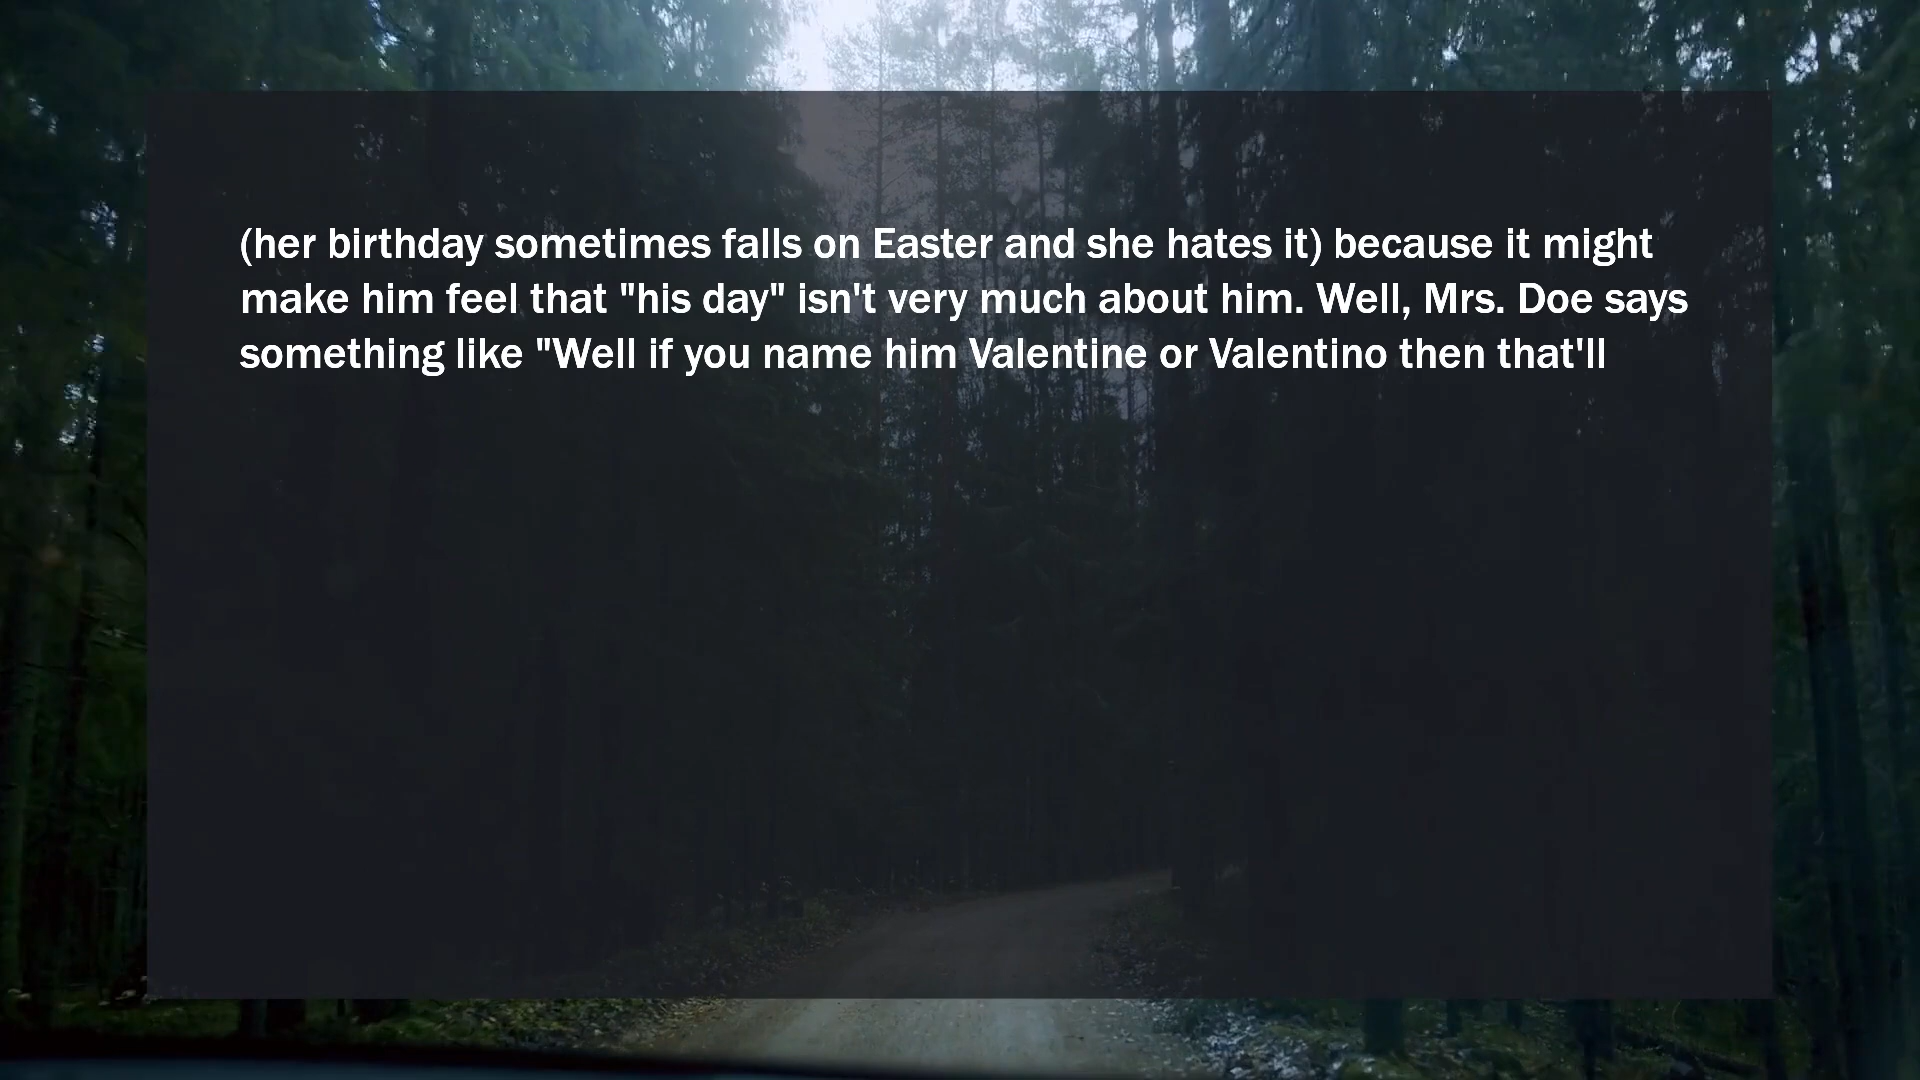 (her birthday sometimes falls on Easter and she hates it) because it might
make him feel that "his day" isn't very much about him. Well, Mrs. Doe says
something like "Well if you name him Valentine or Valentino then that'll